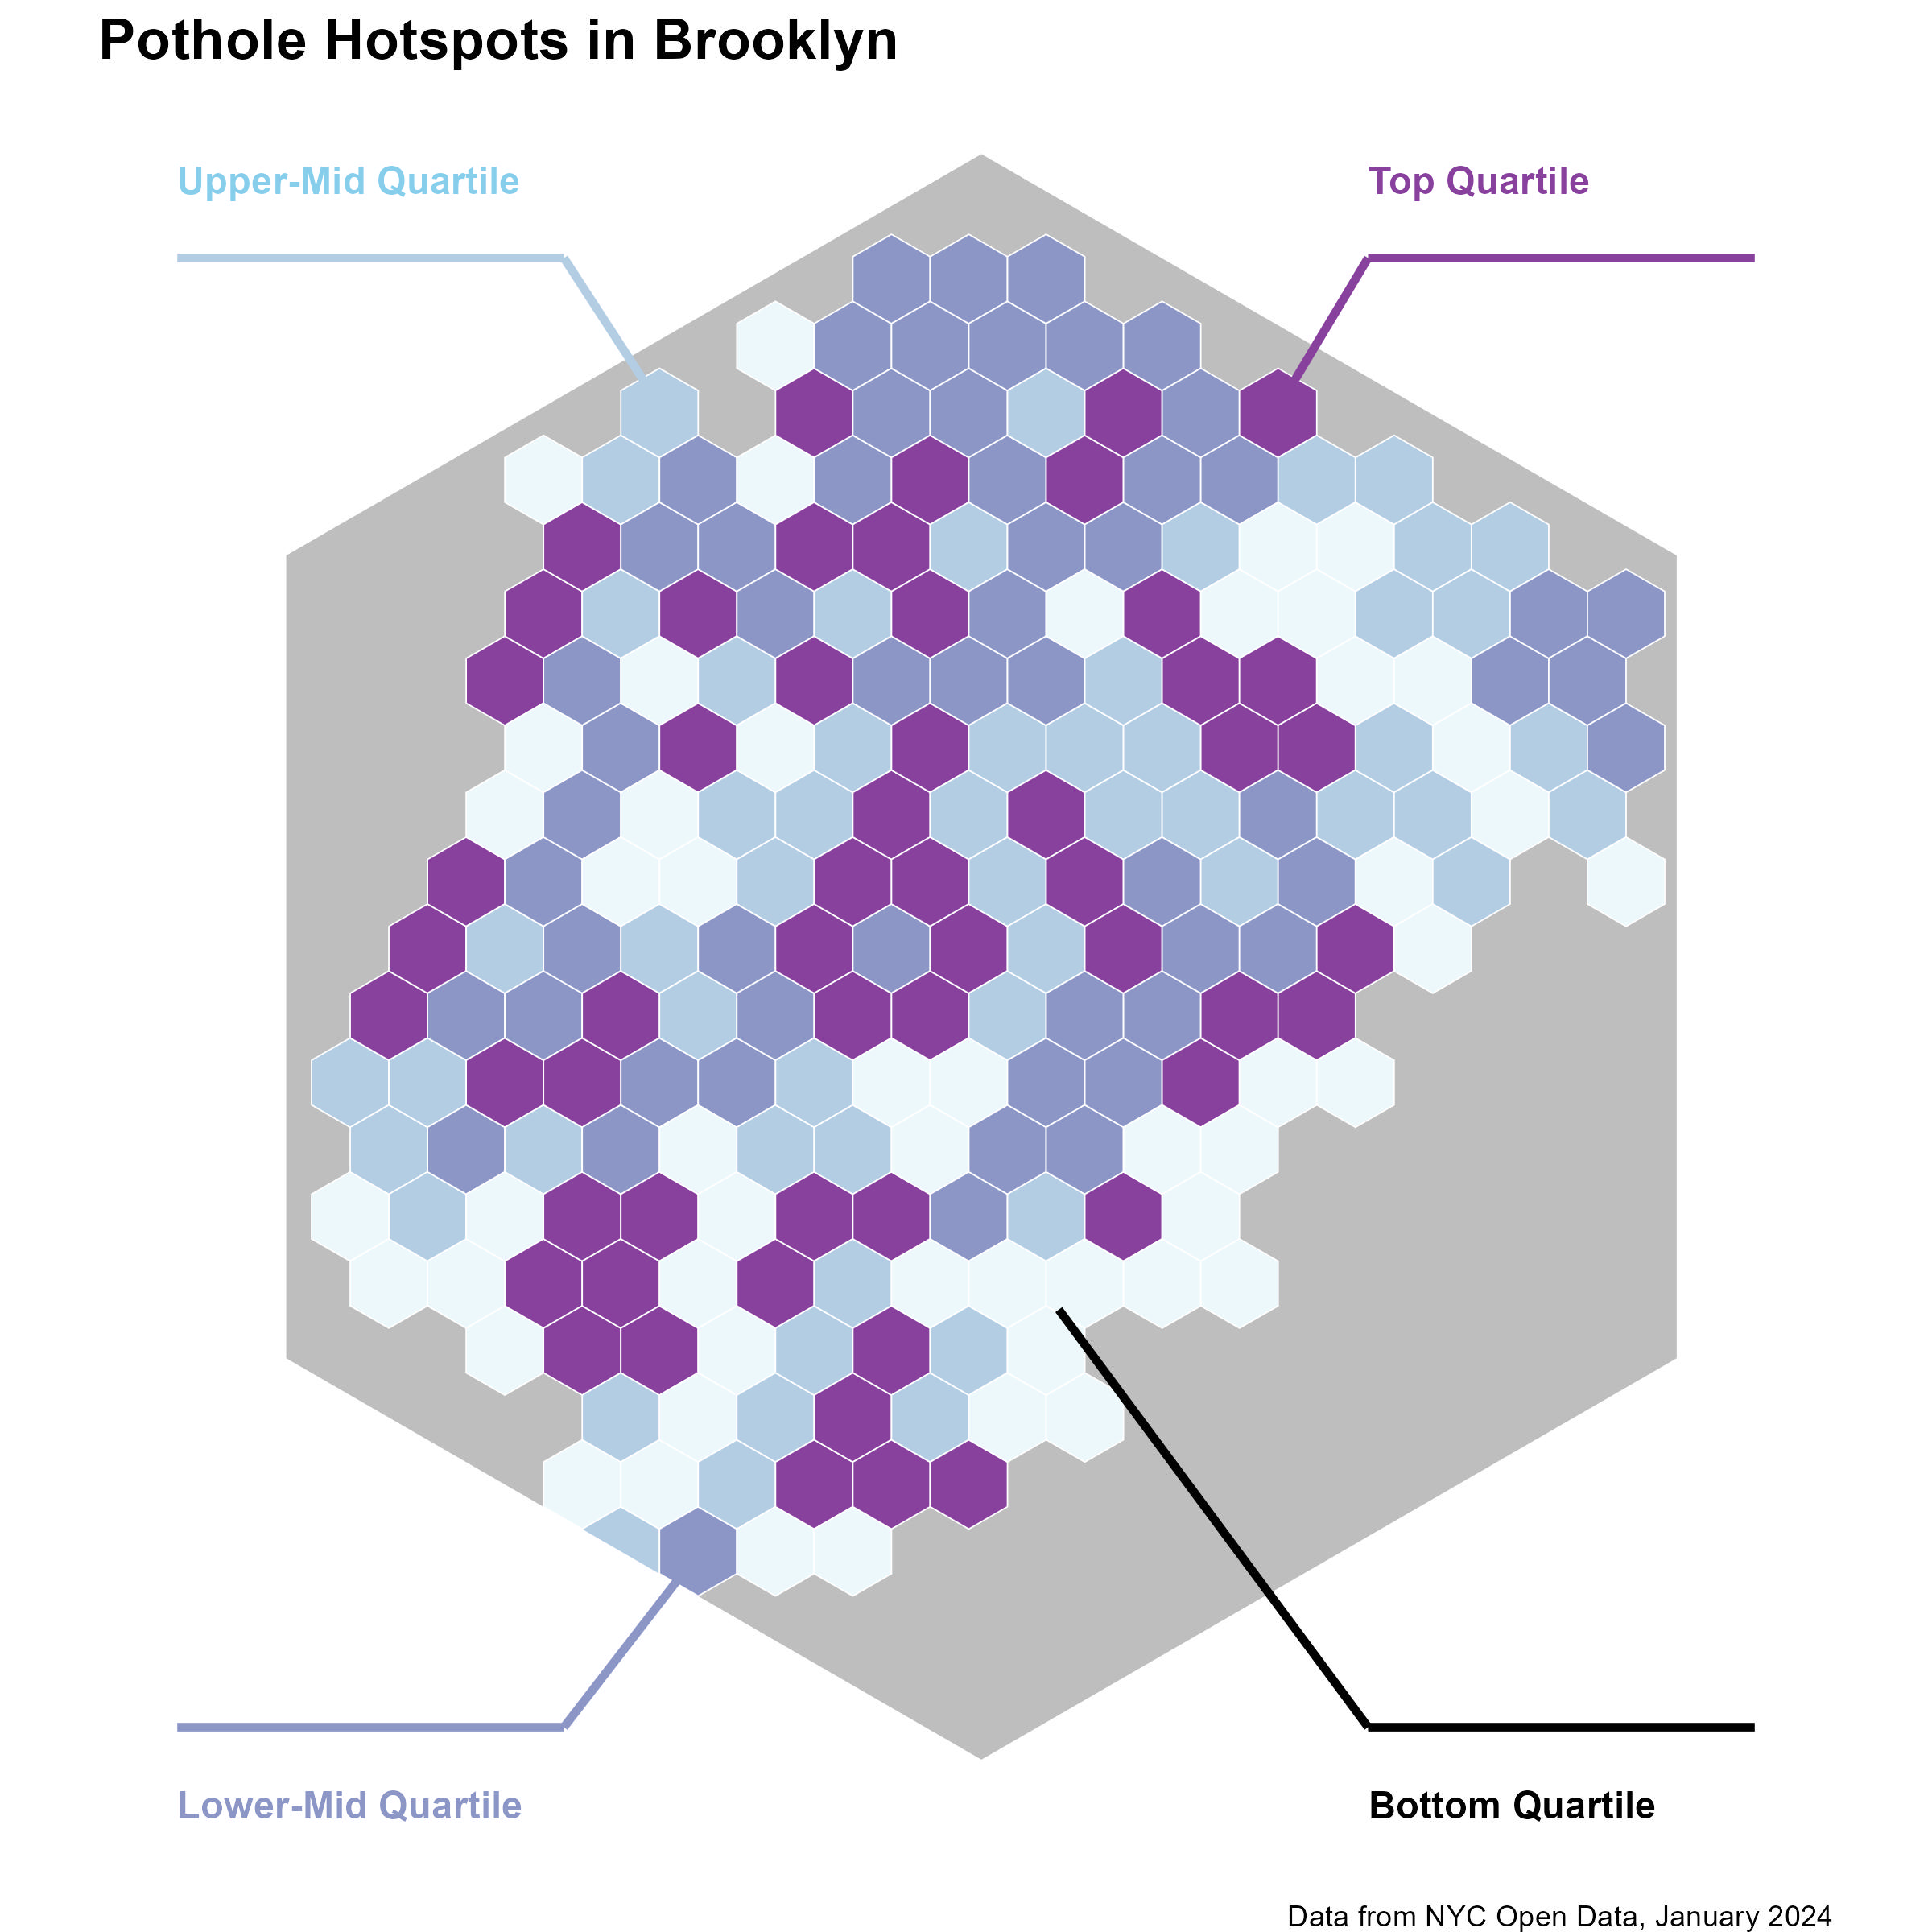 Pothole Hotspots in Brooklyn
Upper-Mid Quartile
Top Quartile
Lower-Mid Quartile
Bottom Quartile
Data from NYC Open Data, January 2024